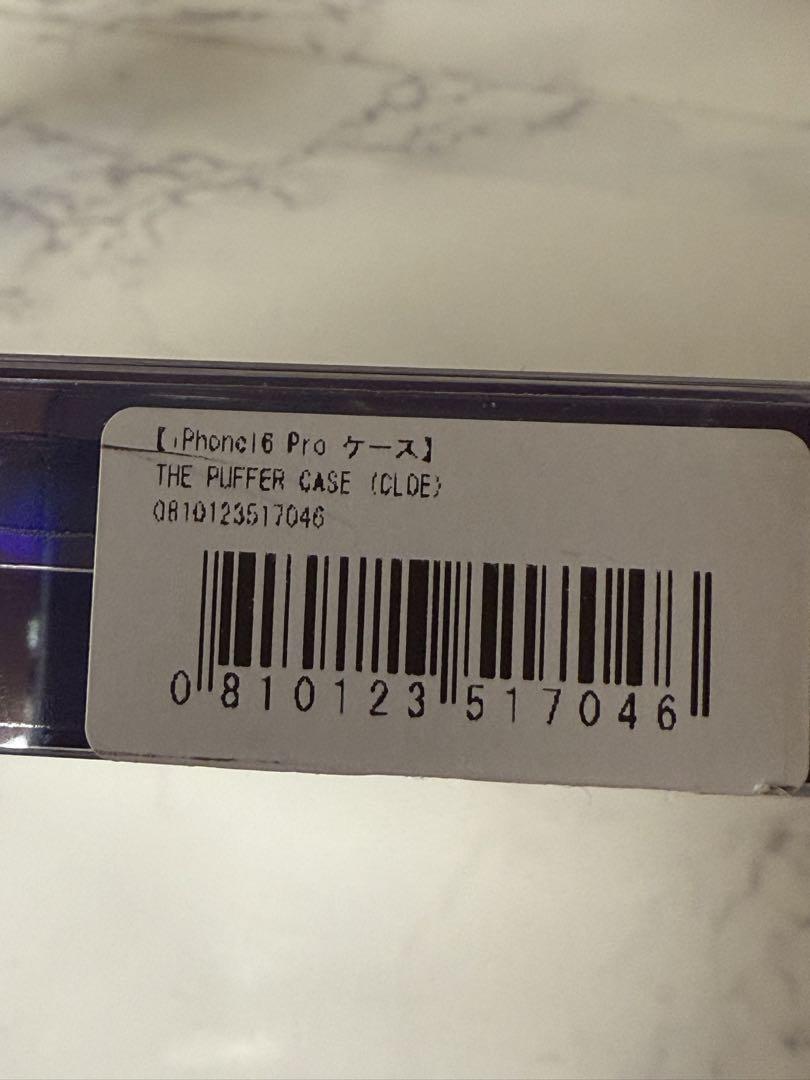 【iPhone16 Pro ケース】
THE PUFFER CASE (CLOE)
0810123517046
0 810123 517046